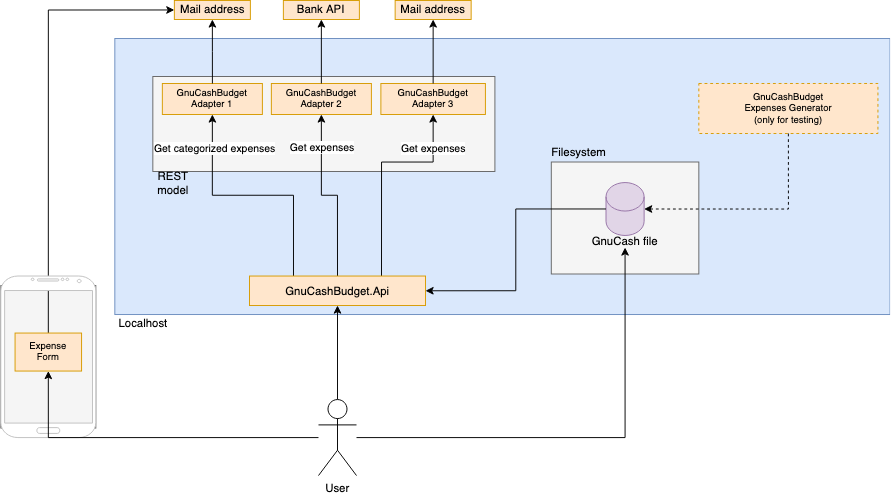 Mail address
Bank API
Mail address
GnuCashBudget
Adapter 1
GnuCashBudget
Adapter 2
GnuCashBudget
Adapter 3
GnuCashBudget
Expenses Generator
(only for testing)
Get categorized expenses
Get expenses
Get expenses
Filesystem
REST
model
GnuCash file
GnuCashBudget.Api
Localhost
Expense
Form
User